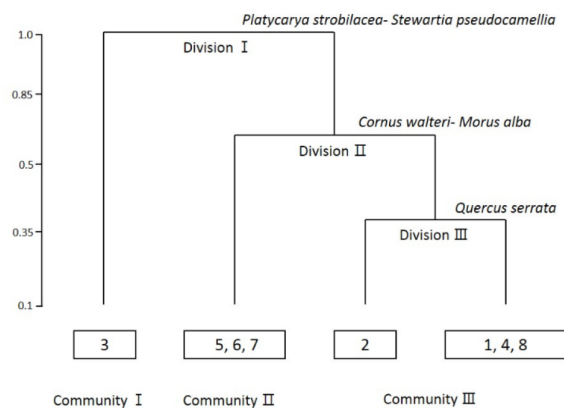 Platycarya strobilacea- Stewartia pseudocamellia
1.0
Division Ⅰ
0.85
Cornus walteri- Morus alba
Division Ⅱ
0.5
Quercus serrata
0.35
Division Ⅲ
0.1
3
5, 6, 7
2
1, 4, 8
Community Ⅰ
Community Ⅱ
Community Ⅲ